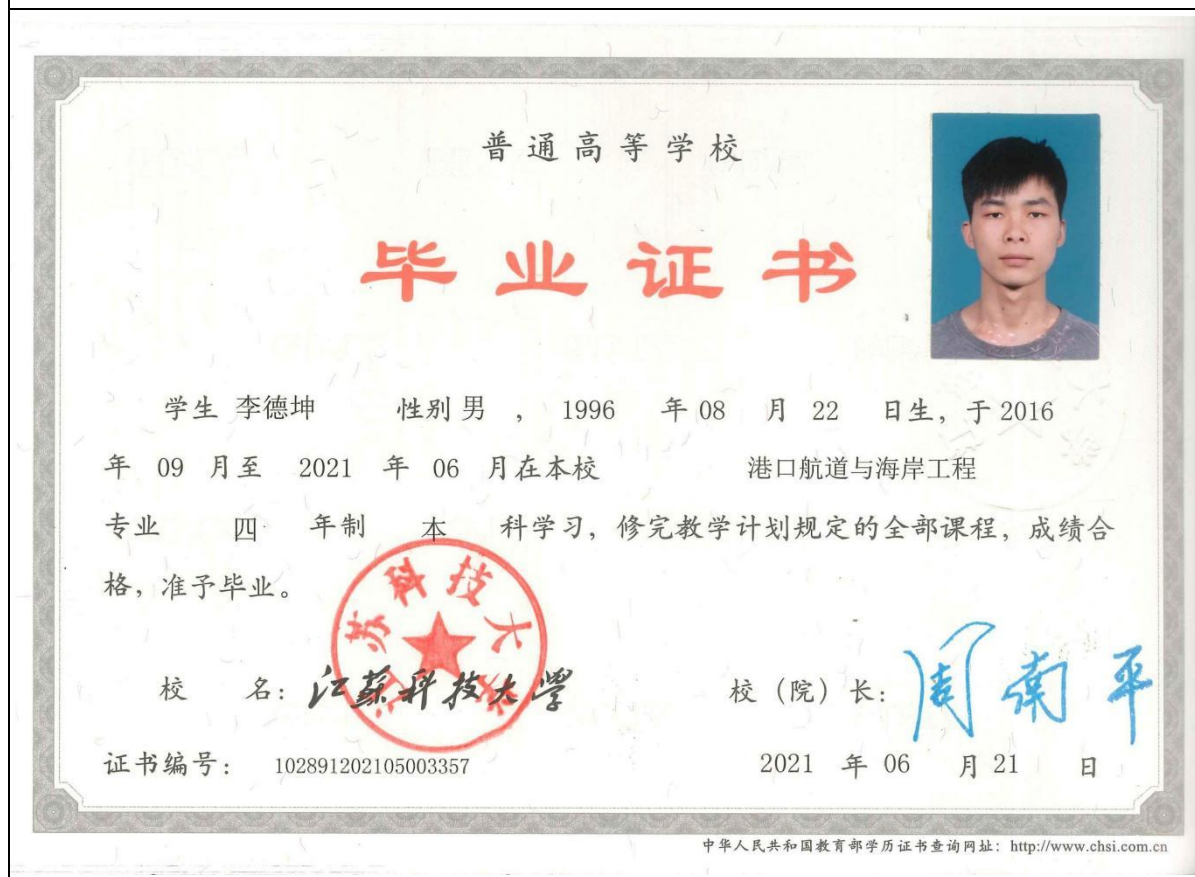 普通高等学校
毕业证书
学生 李德坤 性别 男 , 1996 年 08 月 22 日生, 于 2016
年 09 月至 2021 年 06 月在本校 港口航道与海岸工程
专业 四 年制 本 科学习, 修完教学计划规定的全部课程, 成绩合
格, 准予毕业。
江苏科技大学
校 名: 江苏科技大学 校 (院) 长: 周南平
证书编号: 102891202105003357 2021 年 06 月 21 日
中华人民共和国教育部学历证书查询网址: http://www.chsi.com.cn